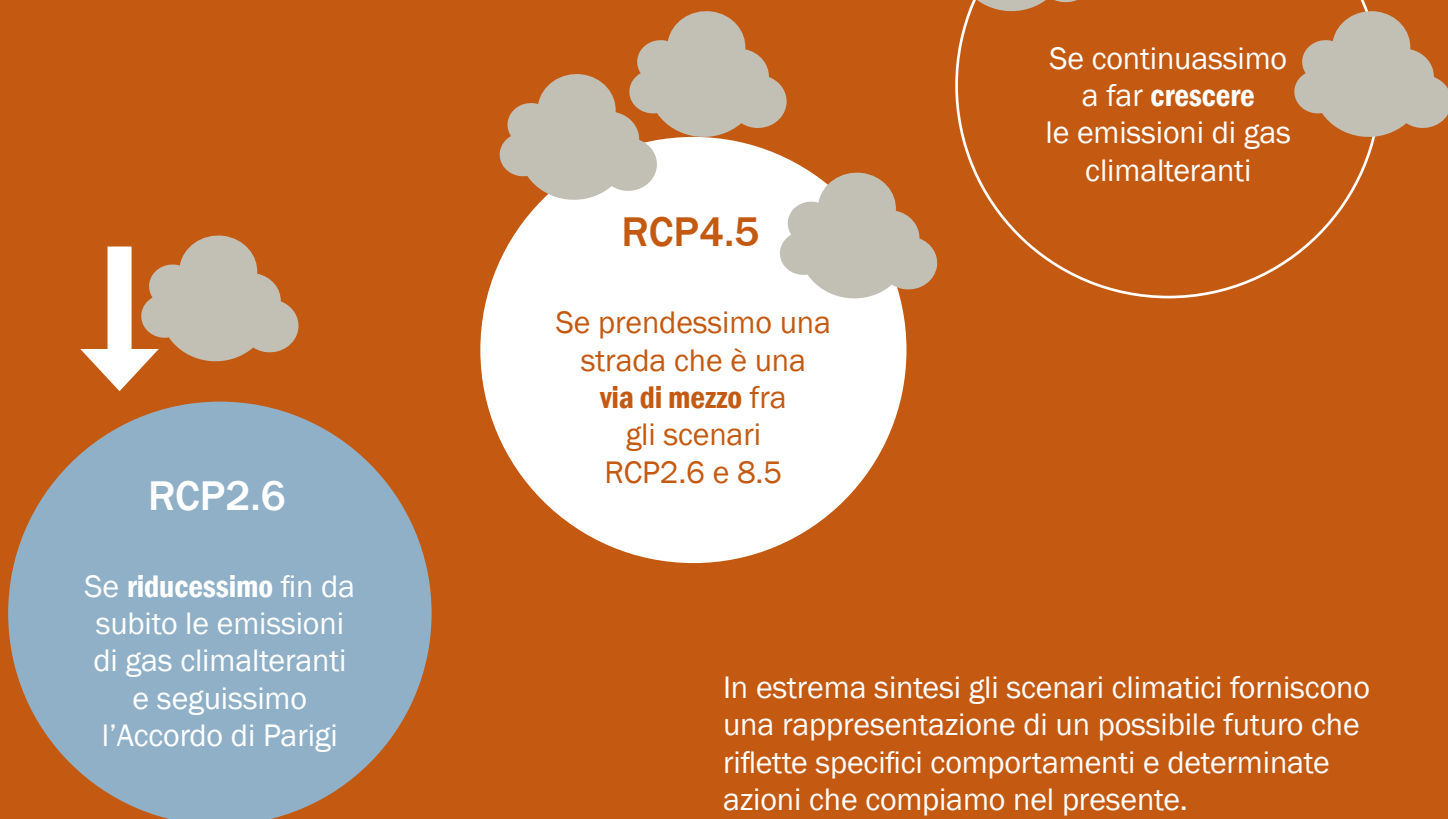 Se continuassimo
a far crescere
le emissioni di gas
climalteranti
RCP4.5
Se prendessimo una
strada che è una
via di mezzo fra
gli scenari
RCP2.6 e 8.5
RCP2.6
Se riducessimo fin da
subito le emissioni
di gas climalteranti
e seguissimo
l’Accordo di Parigi
In estrema sintesi gli scenari climatici forniscono
una rappresentazione di un possibile futuro che
riflette specifici comportamenti e determinate
azioni che compiamo nel presente.